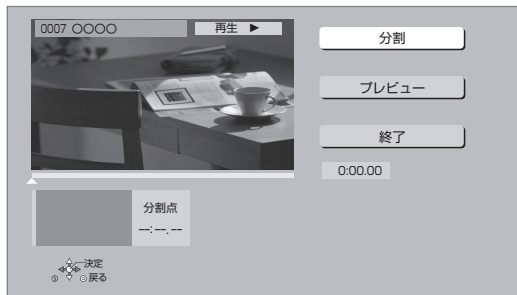 0007 ○○○○
再生 ▶
分割
プレビュー
終了
0:00.00
分割点
--:--.--
決定
戻る